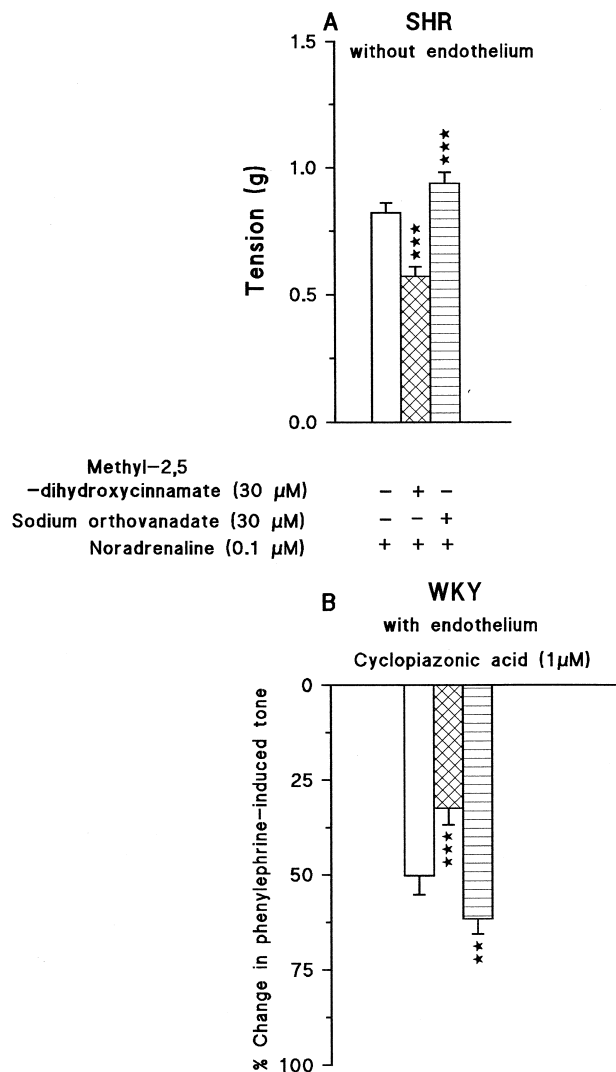 A SHR
without endothelium
1.5
1.0
0.5
0.0
Tension (g)
★★★
★★★
Methyl–2,5
–dihydroxycinnamate (30 μM) – + –
Sodium orthovanadate (30 μM) – – +
Noradrenaline (0.1 μM) + + +
B WKY
with endothelium
Cyclopiazonic acid (1μM)
0
25
50
75
100
% Change in phenylephrine–induced tone
★★★
★★